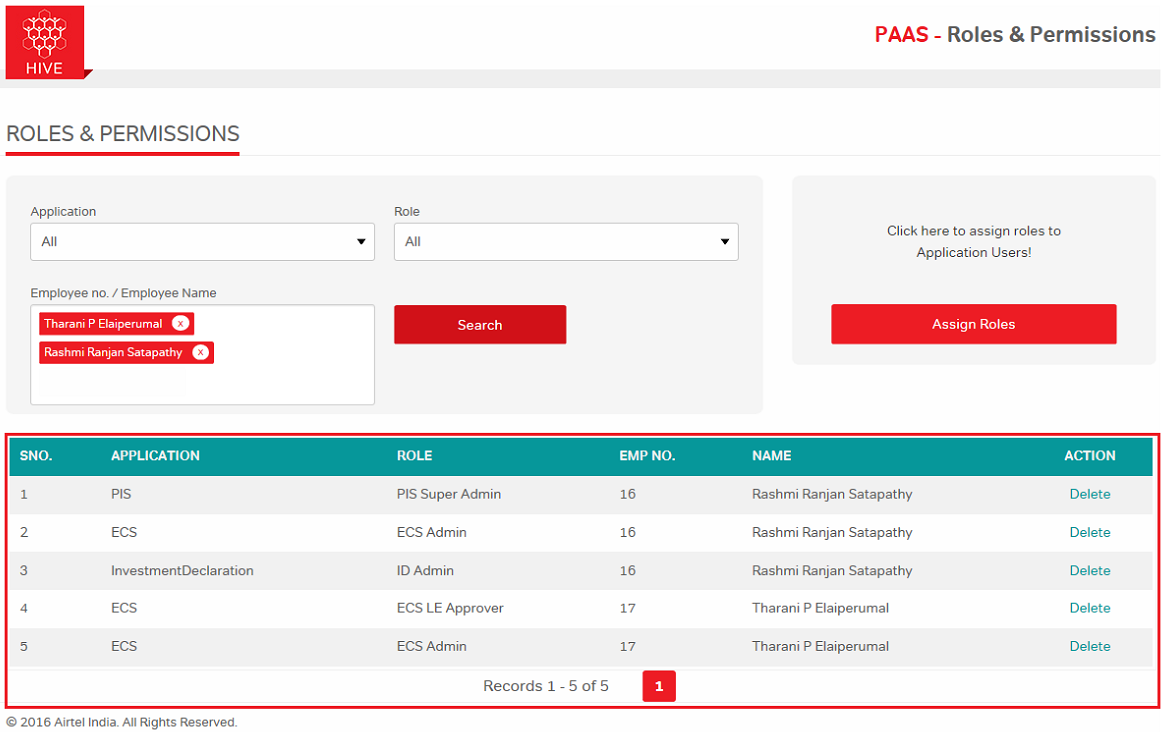 HIVE
PAAS - Roles & Permissions
ROLES & PERMISSIONS
Application
Role
All
All
Employee no. / Employee Name
Tharani P Elaiperumal x
Rashmi Ranjan Satapathy x
Search
Click here to assign roles to
Application Users!
Assign Roles
SNO. APPLICATION ROLE EMP NO. NAME ACTION
1 PIS PIS Super Admin 16 Rashmi Ranjan Satapathy Delete
2 ECS ECS Admin 16 Rashmi Ranjan Satapathy Delete
3 InvestmentDeclaration ID Admin 16 Rashmi Ranjan Satapathy Delete
4 ECS ECS LE Approver 17 Tharani P Elaiperumal Delete
5 ECS ECS Admin 17 Tharani P Elaiperumal Delete
Records 1 - 5 of 5 1
© 2016 Airtel India. All Rights Reserved.